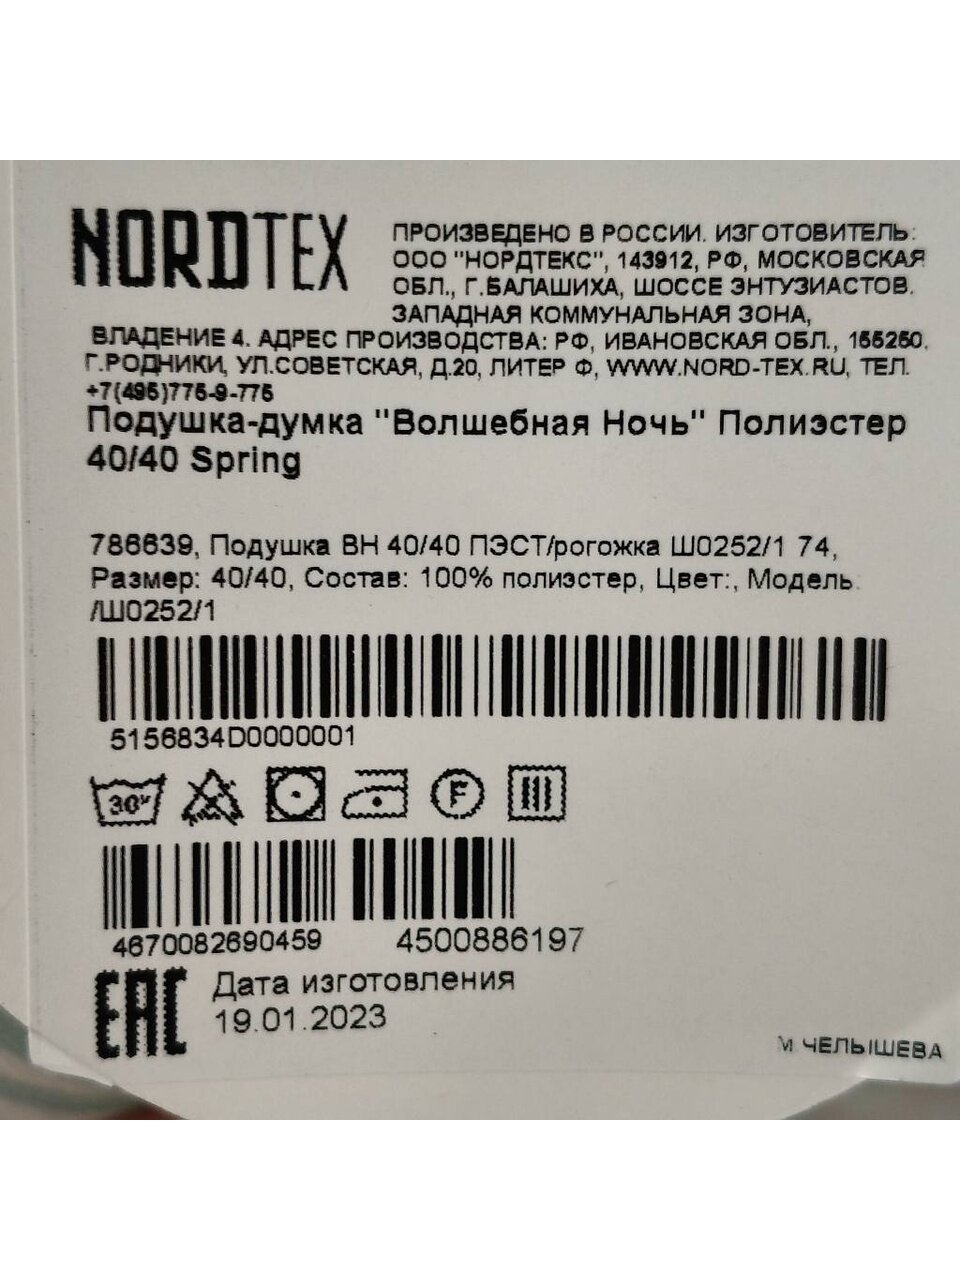 NORDTEX
ПРОИЗВЕДЕНО В РОССИИ. ИЗГОТОВИТЕЛЬ:
ООО "НОРДТЕКС", 143912, РФ, МОСКОВСКАЯ
ОБЛ., Г.БАЛАШИХА, ШОССЕ ЭНТУЗИАСТОВ.
ЗАПАДНАЯ КОММУНАЛЬНАЯ ЗОНА,
ВЛАДЕНИЕ 4. АДРЕС ПРОИЗВОДСТВА: РФ, ИВАНОВСКАЯ ОБЛ., 155250,
Г.РОДНИКИ, УЛ.СОВЕТСКАЯ, Д.20, ЛИТЕР Ф, WWW.NORD-TEX.RU, ТЕЛ.
+7(495)775-9-775
Подушка-думка "Волшебная Ночь" Полиэстер
40/40 Spring
786639, Подушка ВН 40/40 ПЭСТ/рогожка Ш0252/1 74,
Размер: 40/40, Состав: 100% полиэстер, Цвет:, Модель:
/Ш0252/1
5156834D0000001
30° F
4670082690459 4500886197
EAC Дата изготовления
19.01.2023
М.ЧЕЛЫШЕВА